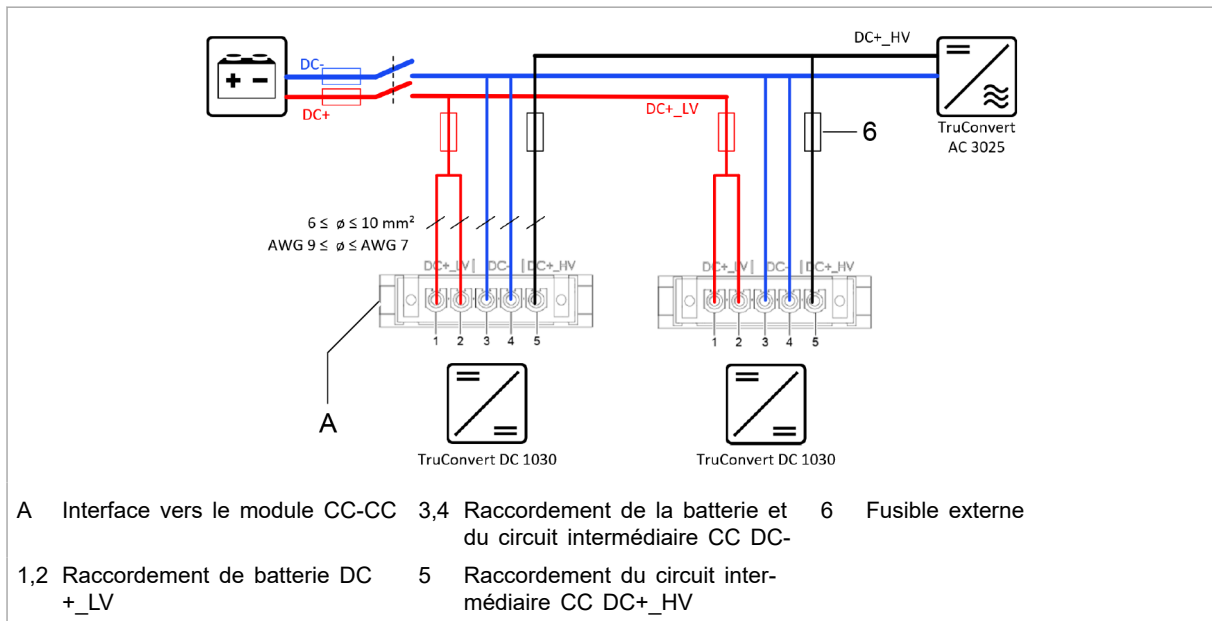 DC+_HV
DC-
DC+
DC+_LV
6
TruConvert
AC 3025
6 ≤ ø ≤ 10 mm²
AWG 9 ≤ ø ≤ AWG 7
DC+_LV | DC- | DC+_HV
DC+_LV | DC- | DC+_HV
1 2 3 4 5
1 2 3 4 5
A
TruConvert DC 1030
TruConvert DC 1030
A Interface vers le module CC-CC
3,4 Raccordement de la batterie et
du circuit intermédiaire CC DC-
6 Fusible externe
1,2 Raccordement de batterie DC
+_LV
5 Raccordement du circuit inter-
médiaire CC DC+_HV